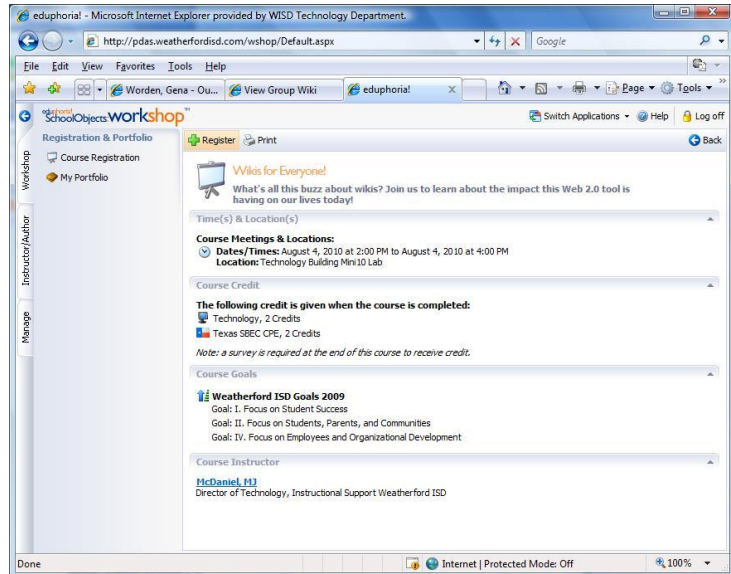 eduphoria! - Microsoft Internet Explorer provided by WISD Technology Department.
http://pdas.weatherfordisd.com/wshop/Default.aspx
Google
File Edit View Favorites Tools Help
Worden, Gena - Ou...
View Group Wiki
eduphoria!
Page
Tools
eduphoria!
SchoolObjects:workshop
Switch Applications
Help
Log off
Workshop
Instructor/Author
Manage
Registration & Portfolio
Course Registration
My Portfolio
Register
Print
Back
Wikis for Everyone!
What's all this buzz about wikis? Join us to learn about the impact this Web 2.0 tool is
having on our lives today!
Time(s) & Location(s)
Course Meetings & Locations:
Dates/Times: August 4, 2010 at 2:00 PM to August 4, 2010 at 4:00 PM
Location: Technology Building Mini10 Lab
Course Credit
The following credit is given when the course is completed:
Technology, 2 Credits
Texas SBEC CPE, 2 Credits
Note: a survey is required at the end of this course to receive credit.
Course Goals
Weatherford ISD Goals 2009
Goal: I. Focus on Student Success
Goal: II. Focus on Students, Parents, and Communities
Goal: IV. Focus on Employees and Organizational Development
Course Instructor
McDaniel, MJ
Director of Technology, Instructional Support Weatherford ISD
Done
Internet | Protected Mode: Off
100%